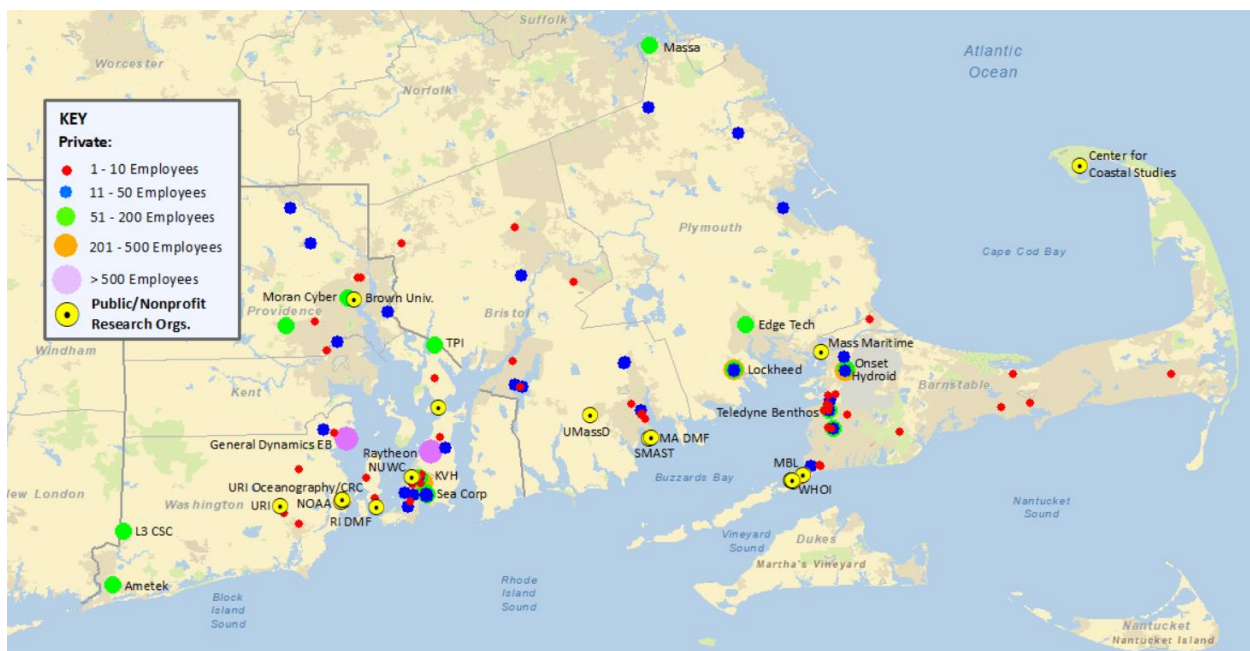 Suffolk
Massa
Worcester
Atlantic
Ocean
Norfolk
KEY
Private:
1 - 10 Employees
11 - 50 Employees
51 - 200 Employees
201 - 500 Employees
> 500 Employees
Public/Nonprofit
Research Orgs.
Center for
Coastal Studies
Plymouth
Cape Cod Bay
Moran Cyber
Brown Univ.
Providence
Bristol
Edge Tech
Windham
TPI
Mass Maritime
Onset
Hydroid
Lockheed
Kent
Barnstable
Teledyne Benthos
UMassD
General Dynamics EB
MA DMF
SMAST
Raytheon
NUWC
KVH
MBL
WHOI
Buzzards Bay
New London
Washington
URI Oceanography/CRC
Sea Corp
URI
NOAA
RI DMF
Nantucket
Sound
L3 CSC
Vineyard
Sound
Dukes
Martha's Vineyard
Ametek
Rhode
Island
Sound
Block
Island
Sound
Nantucket
Nantucket Island